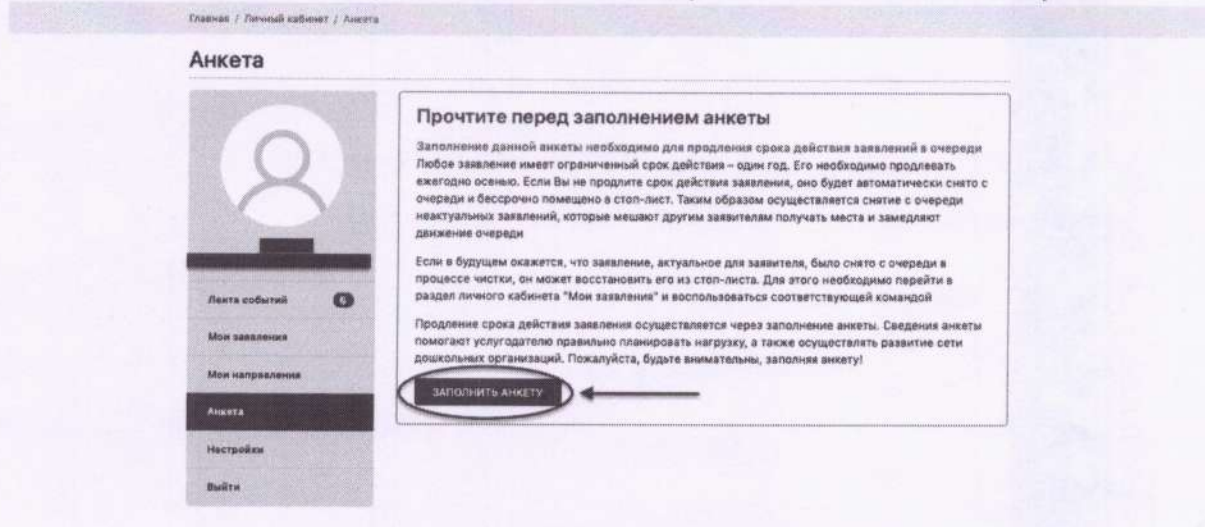 Главная / Личный кабинет / Анкета
Анкета
Прочтите перед заполнением анкеты
Заполнение данной анкеты необходимо для продления срока действия заявлений в очереди
Любое заявление имеет ограниченный срок действия – один год. Его необходимо продлевать
ежегодно осенью. Если Вы не продлите срок действия заявления, оно будет автоматически снято с
очереди и бессрочно помещено в стоп-лист. Таким образом осуществляется снятие с очереди
неактуальных заявлений, которые мешают другим заявителям получать места и замедляют
движение очереди
Если в будущем окажется, что заявление, актуальное для заявителя, было снято с очереди в
процессе чистки, он может восстановить его из стоп-листа. Для этого необходимо перейти в
раздел личного кабинета "Мои заявления" и воспользоваться соответствующей командой
Продление срока действия заявления осуществляется через заполнение анкеты. Сведения анкеты
помогают услугодателю правильно планировать нагрузку, а также осуществлять развитие сети
дошкольных организаций. Пожалуйста, будьте внимательны, заполняя анкету!
ЗАПОЛНИТЬ АНКЕТУ
Лента событий
Мои заявления
Мои направления
Анкета
Настройки
Выйти